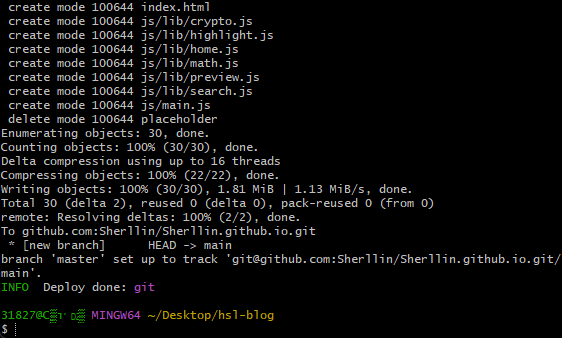 create mode 100644 index.html
create mode 100644 js/lib/crypto.js
create mode 100644 js/lib/highlight.js
create mode 100644 js/lib/home.js
create mode 100644 js/lib/math.js
create mode 100644 js/lib/preview.js
create mode 100644 js/lib/search.js
create mode 100644 js/main.js
delete mode 100644 placeholder
Enumerating objects: 30, done.
Counting objects: 100% (30/30), done.
Delta compression using up to 16 threads
Compressing objects: 100% (22/22), done.
Writing objects: 100% (30/30), 1.81 MiB | 1.13 MiB/s, done.
Total 30 (delta 2), reused 0 (delta 0), pack-reused 0 (from 0)
remote: Resolving deltas: 100% (2/2), done.
To github.com:Sherllin/Sherllin.github.io.git
* [new branch]      HEAD -> main
branch 'master' set up to track 'git@github.com:Sherllin/Sherllin.github.io.git/
main'.
INFO  Deploy done: git
MINGW64 ~/Desktop/hsl-blog
$